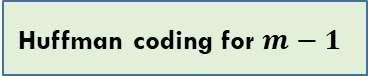 Huffman coding for m − 1